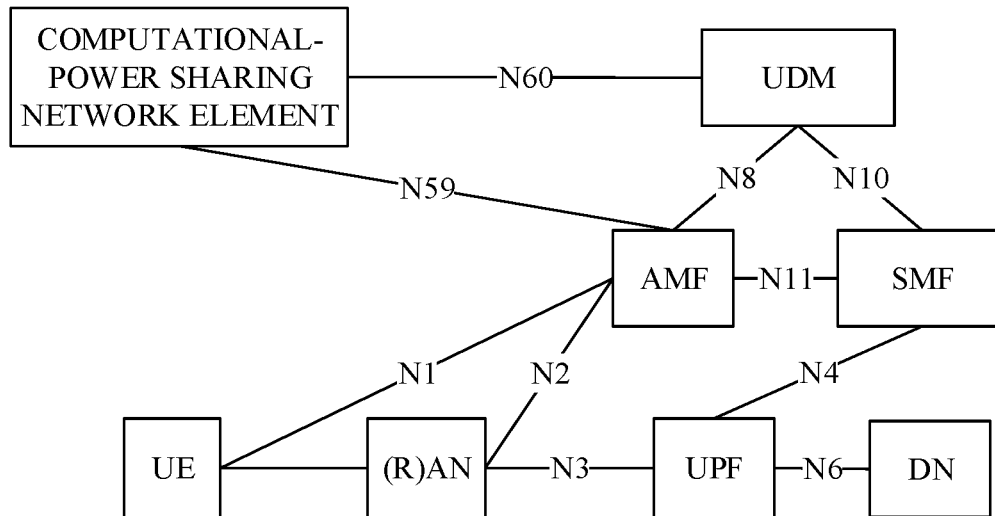 COMPUTATIONAL-
POWER SHARING
NETWORK ELEMENT
N60
UDM
N59
N8
N10
AMF
N11
SMF
N1
N2
N4
UE
(R)AN
N3
UPF
N6
DN